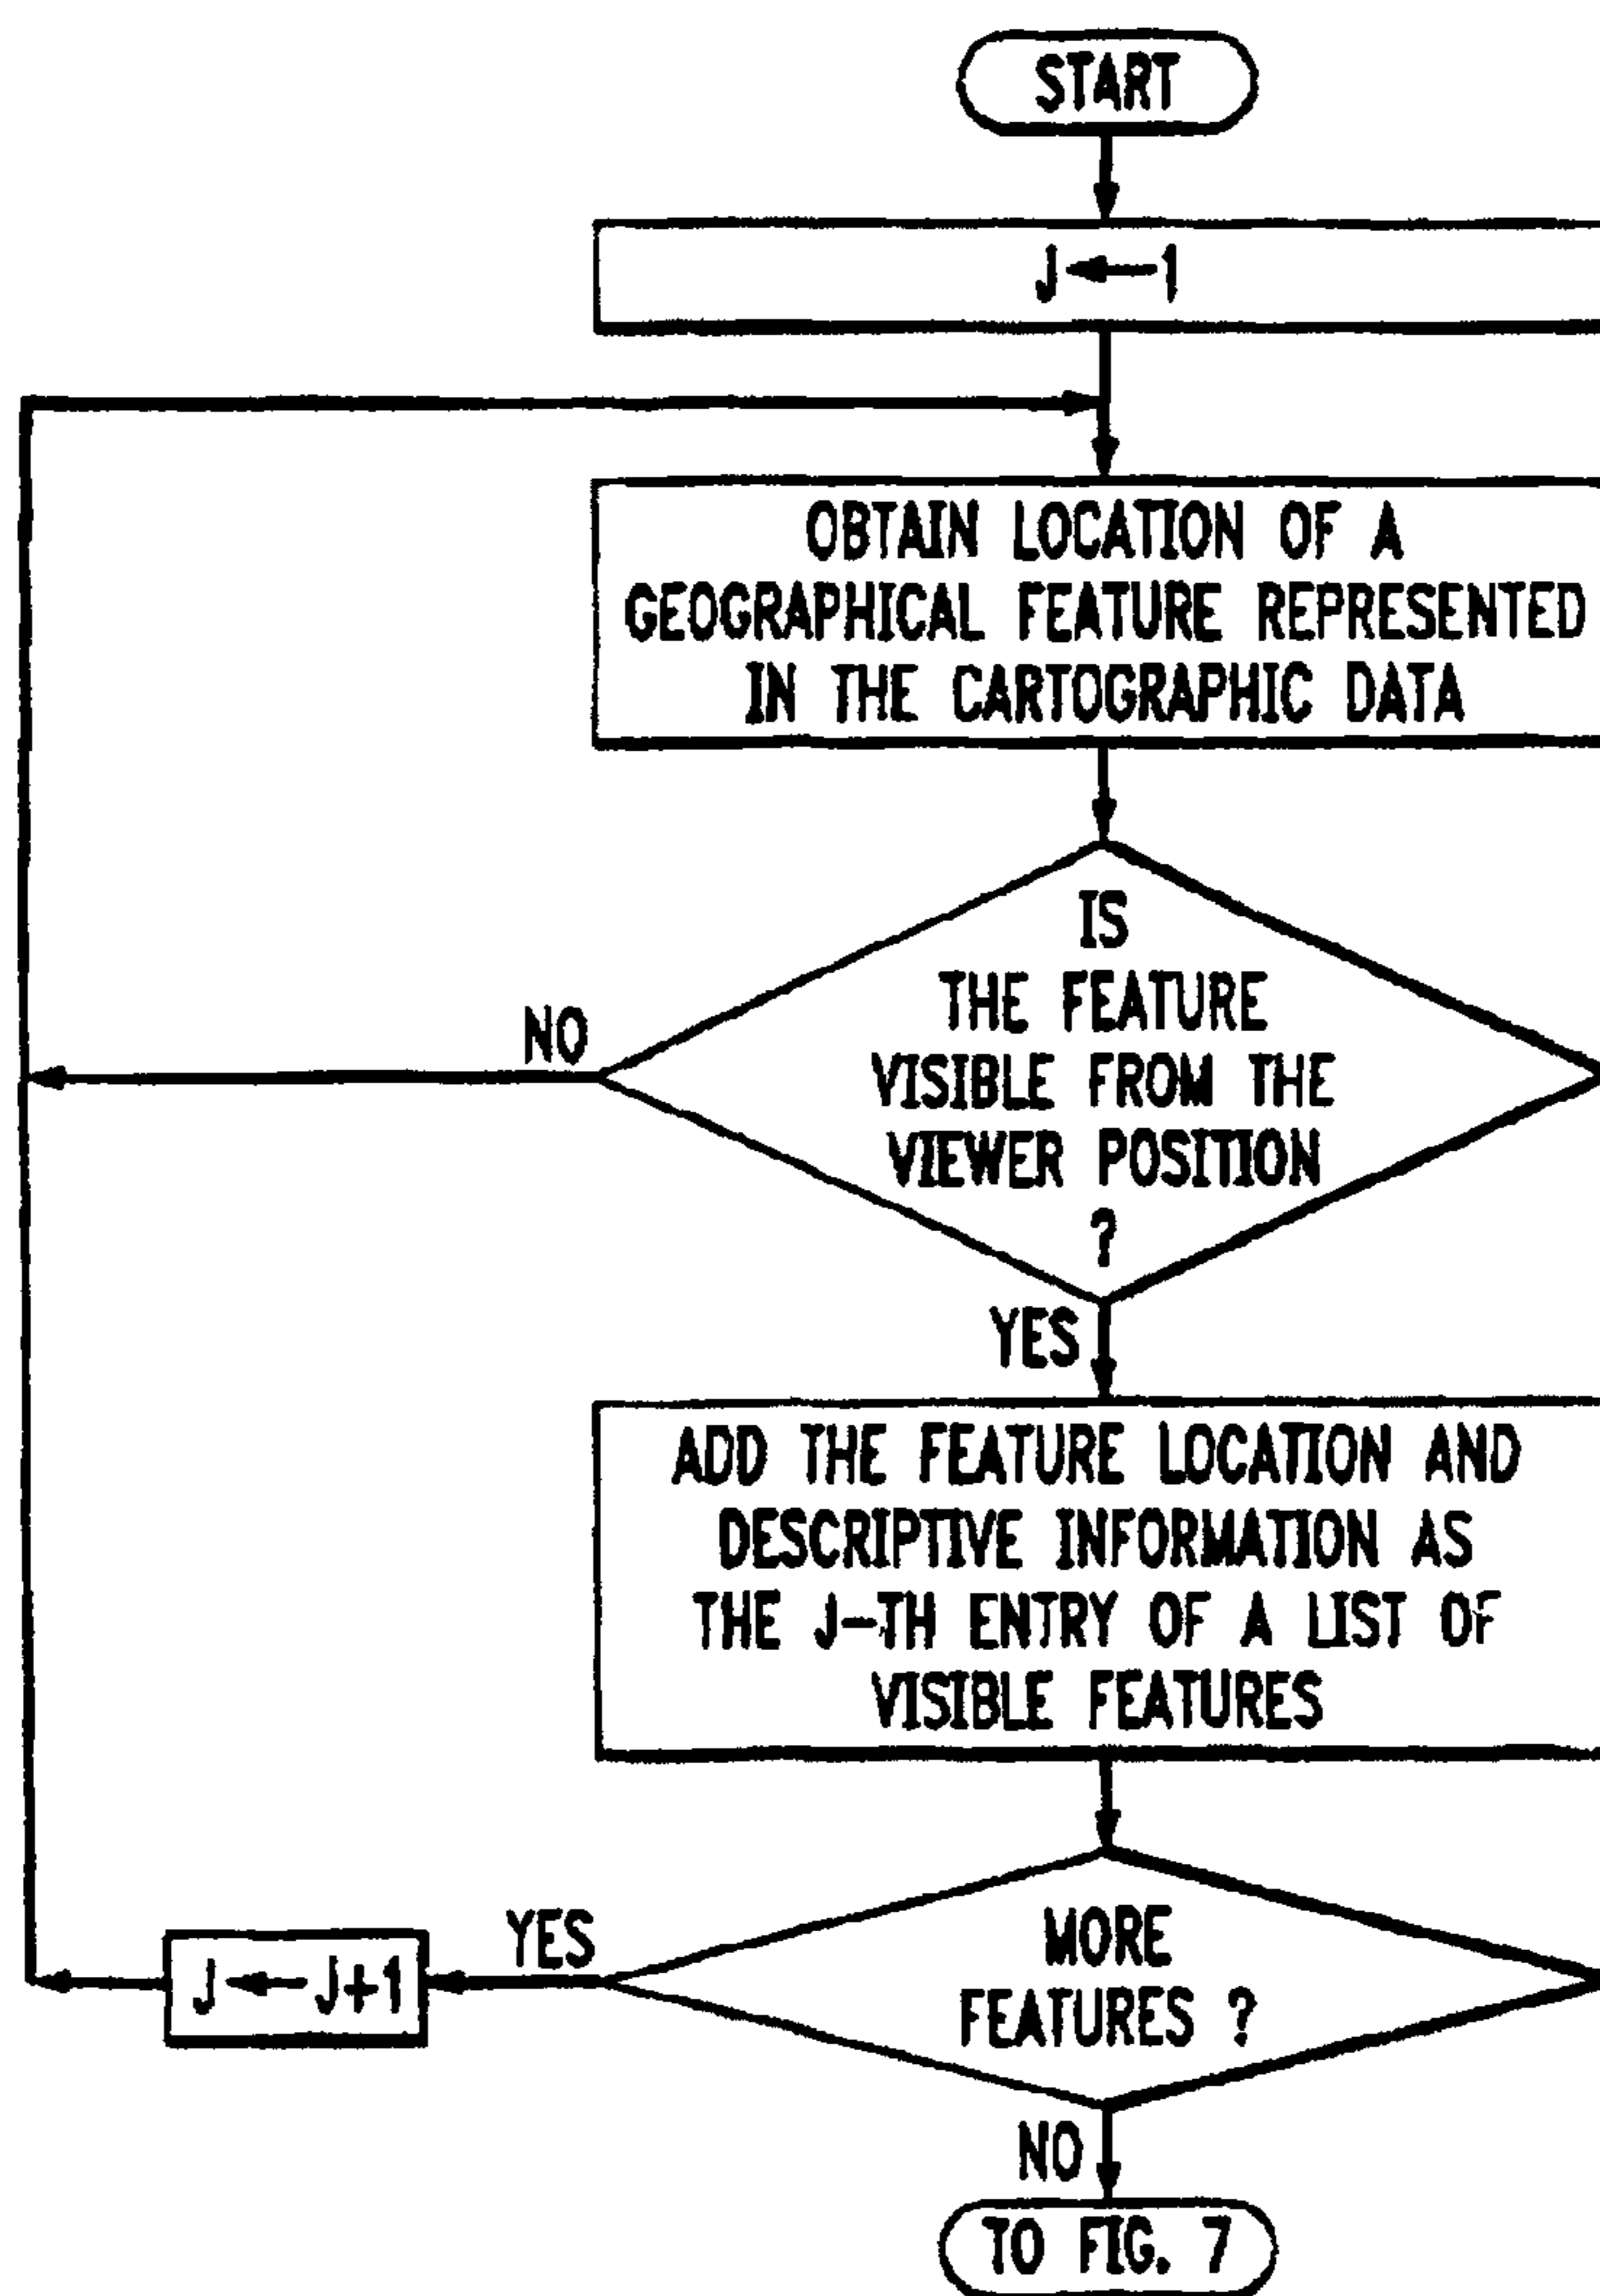 START
J←1
OBTAIN LOCATION OF A
GEOGRAPHICAL FEATURE REPRESENTED
IN THE CARTOGRAPHIC DATA
IS
THE FEATURE
VISIBLE FROM THE
VIEWER POSITION
?
NO
YES
ADD THE FEATURE LOCATION AND
DESCRIPTIVE INFORMATION AS
THE J-TH ENTRY OF A LIST OF
VISIBLE FEATURES
MORE
FEATURES ?
YES
J←J+1
NO
TO FIG. 7